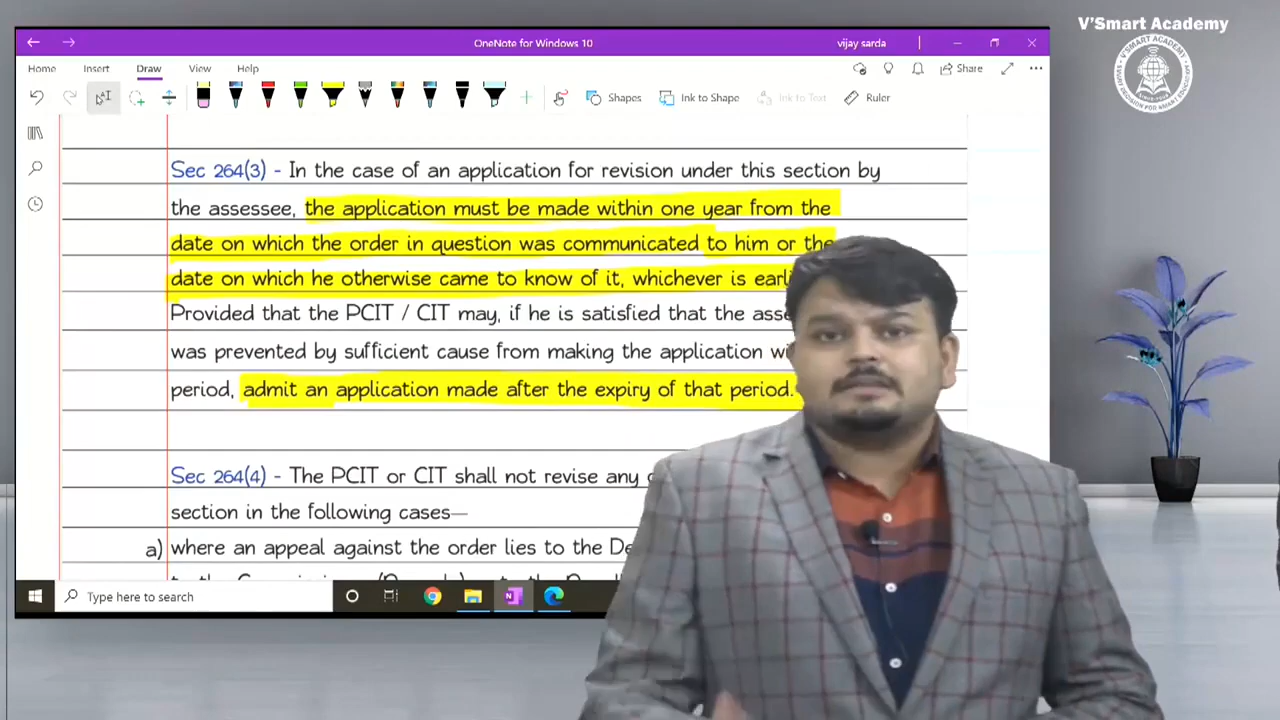 V'Smart Academy
OneNote for Windows 10
vijay sarda
Home Insert Draw View Help
Share
Shapes Ink to Shape Ink to Text Ruler
Sec 264(3) - In the case of an application for revision under this section by
the assessee, the application must be made within one year from the
date on which the order in question was communicated to him or the
date on which he otherwise came to know of it, whichever is
Provided that the PCIT / CIT may, if he is satisfied that the
was prevented by sufficient cause from making the application
period, admit an application made after the expiry of that period.
Sec 264(4) - The PCIT or CIT shall not revise any
section in the following cases—
a) where an appeal against the order lies to the
Type here to search